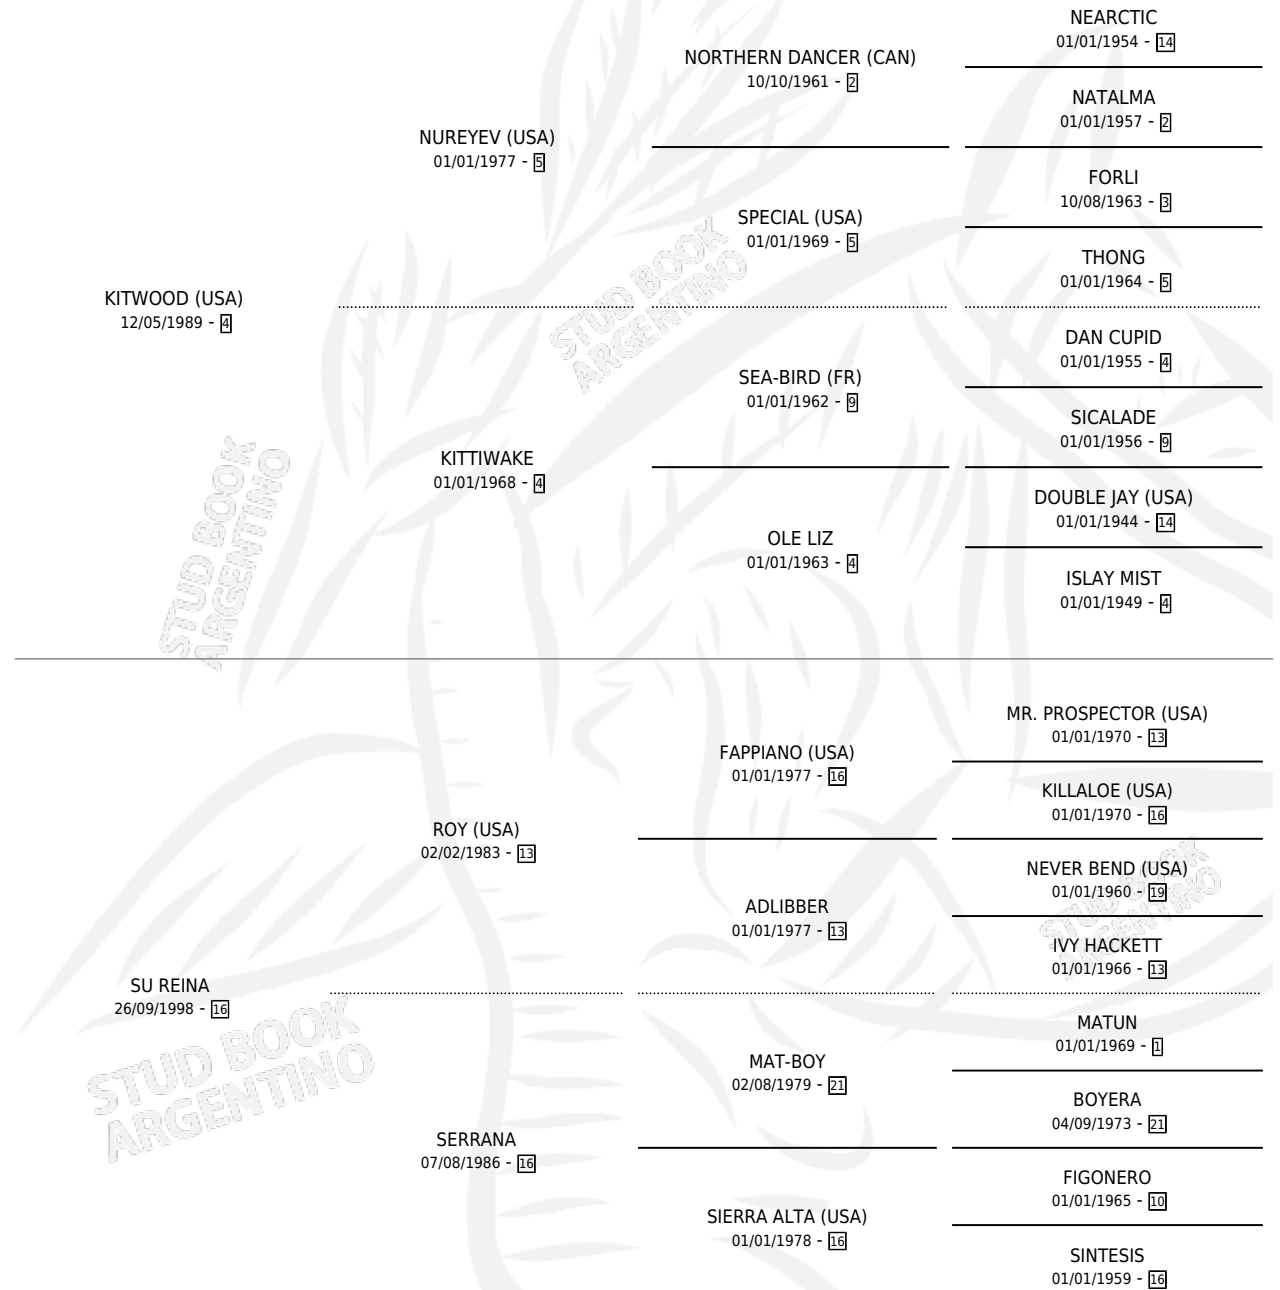 NEARCTIC
01/01/1954 - 14
NORTHERN DANCER (CAN)
10/10/1961 - 2
NATALMA
01/01/1957 - 2
NUREYEV (USA)
01/01/1977 - 5
FORLI
10/08/1963 - 3
SPECIAL (USA)
01/01/1969 - 5
THONG
01/01/1964 - 5
KITWOOD (USA)
12/05/1989 - 4
STUD BOOK
ARGENTINO
DAN CUPID
01/01/1955 - 4
SEA-BIRD (FR)
01/01/1962 - 9
SICALADE
01/01/1956 - 9
KITTIWAKE
01/01/1968 - 4
DOUBLE JAY (USA)
01/01/1944 - 14
OLE LIZ
01/01/1963 - 4
ISLAY MIST
01/01/1949 - 4
STUD BOOK
ARGENTINO
MR. PROSPECTOR (USA)
01/01/1970 - 13
FAPPIANO (USA)
01/01/1977 - 16
KILLALOE (USA)
01/01/1970 - 16
ROY (USA)
02/02/1983 - 13
NEVER BEND (USA)
01/01/1960 - 19
STUD BOOK
ARGENTINO
ADLIBBER
01/01/1977 - 13
IVY HACKETT
01/01/1966 - 13
SU REINA
26/09/1998 - 16
STUD BOOK
ARGENTINO
MATUN
01/01/1969 - 1
MAT-BOY
02/08/1979 - 21
BOYERA
04/09/1973 - 21
SERRANA
07/08/1986 - 16
FIGONERO
01/01/1965 - 10
SIERRA ALTA (USA)
01/01/1978 - 16
SINTESIS
01/01/1959 - 16